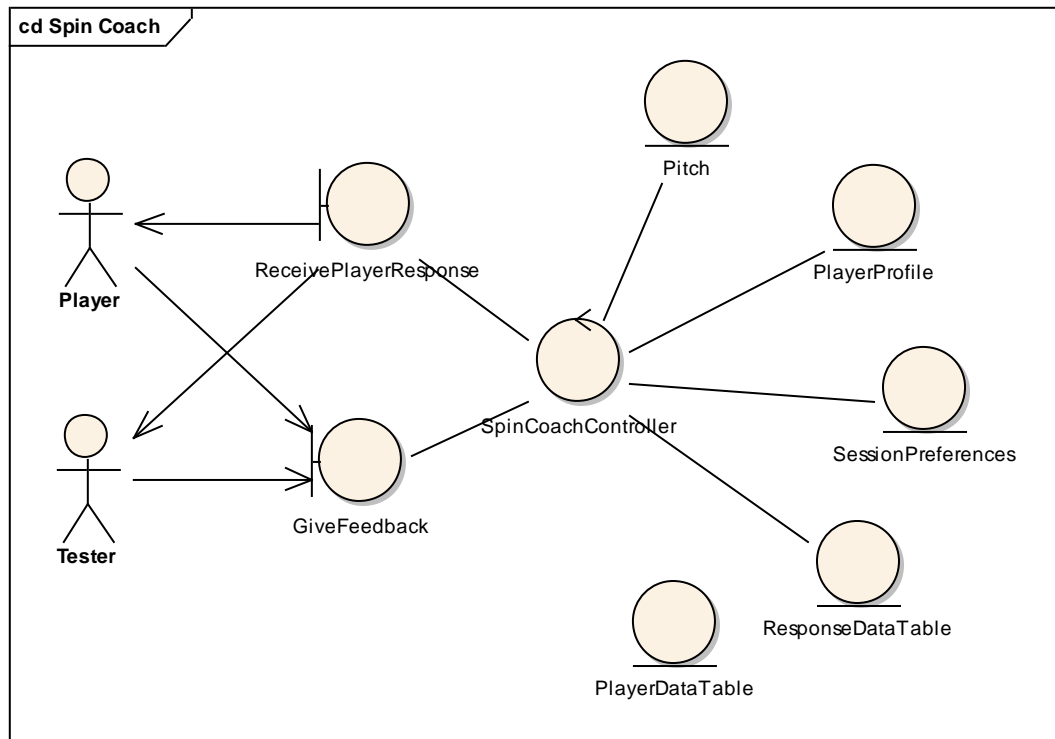 cd Spin Coach
Pitch
PlayerProfile
ReceivePlayerResponse
Player
SpinCoachController
SessionPreferences
GiveFeedback
Tester
ResponseDataTable
PlayerDataTable